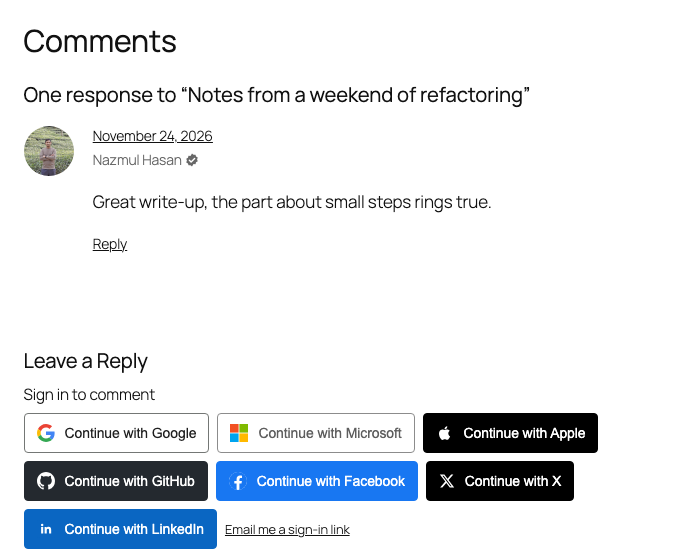 Comments
One response to “Notes from a weekend of refactoring”
November 24, 2026
Nazmul Hasan
Great write-up, the part about small steps rings true.
Reply
Leave a Reply
Sign in to comment
Continue with Google
Continue with Microsoft
Continue with Apple
Continue with GitHub
Continue with Facebook
Continue with X
in Continue with LinkedIn
Email me a sign-in link